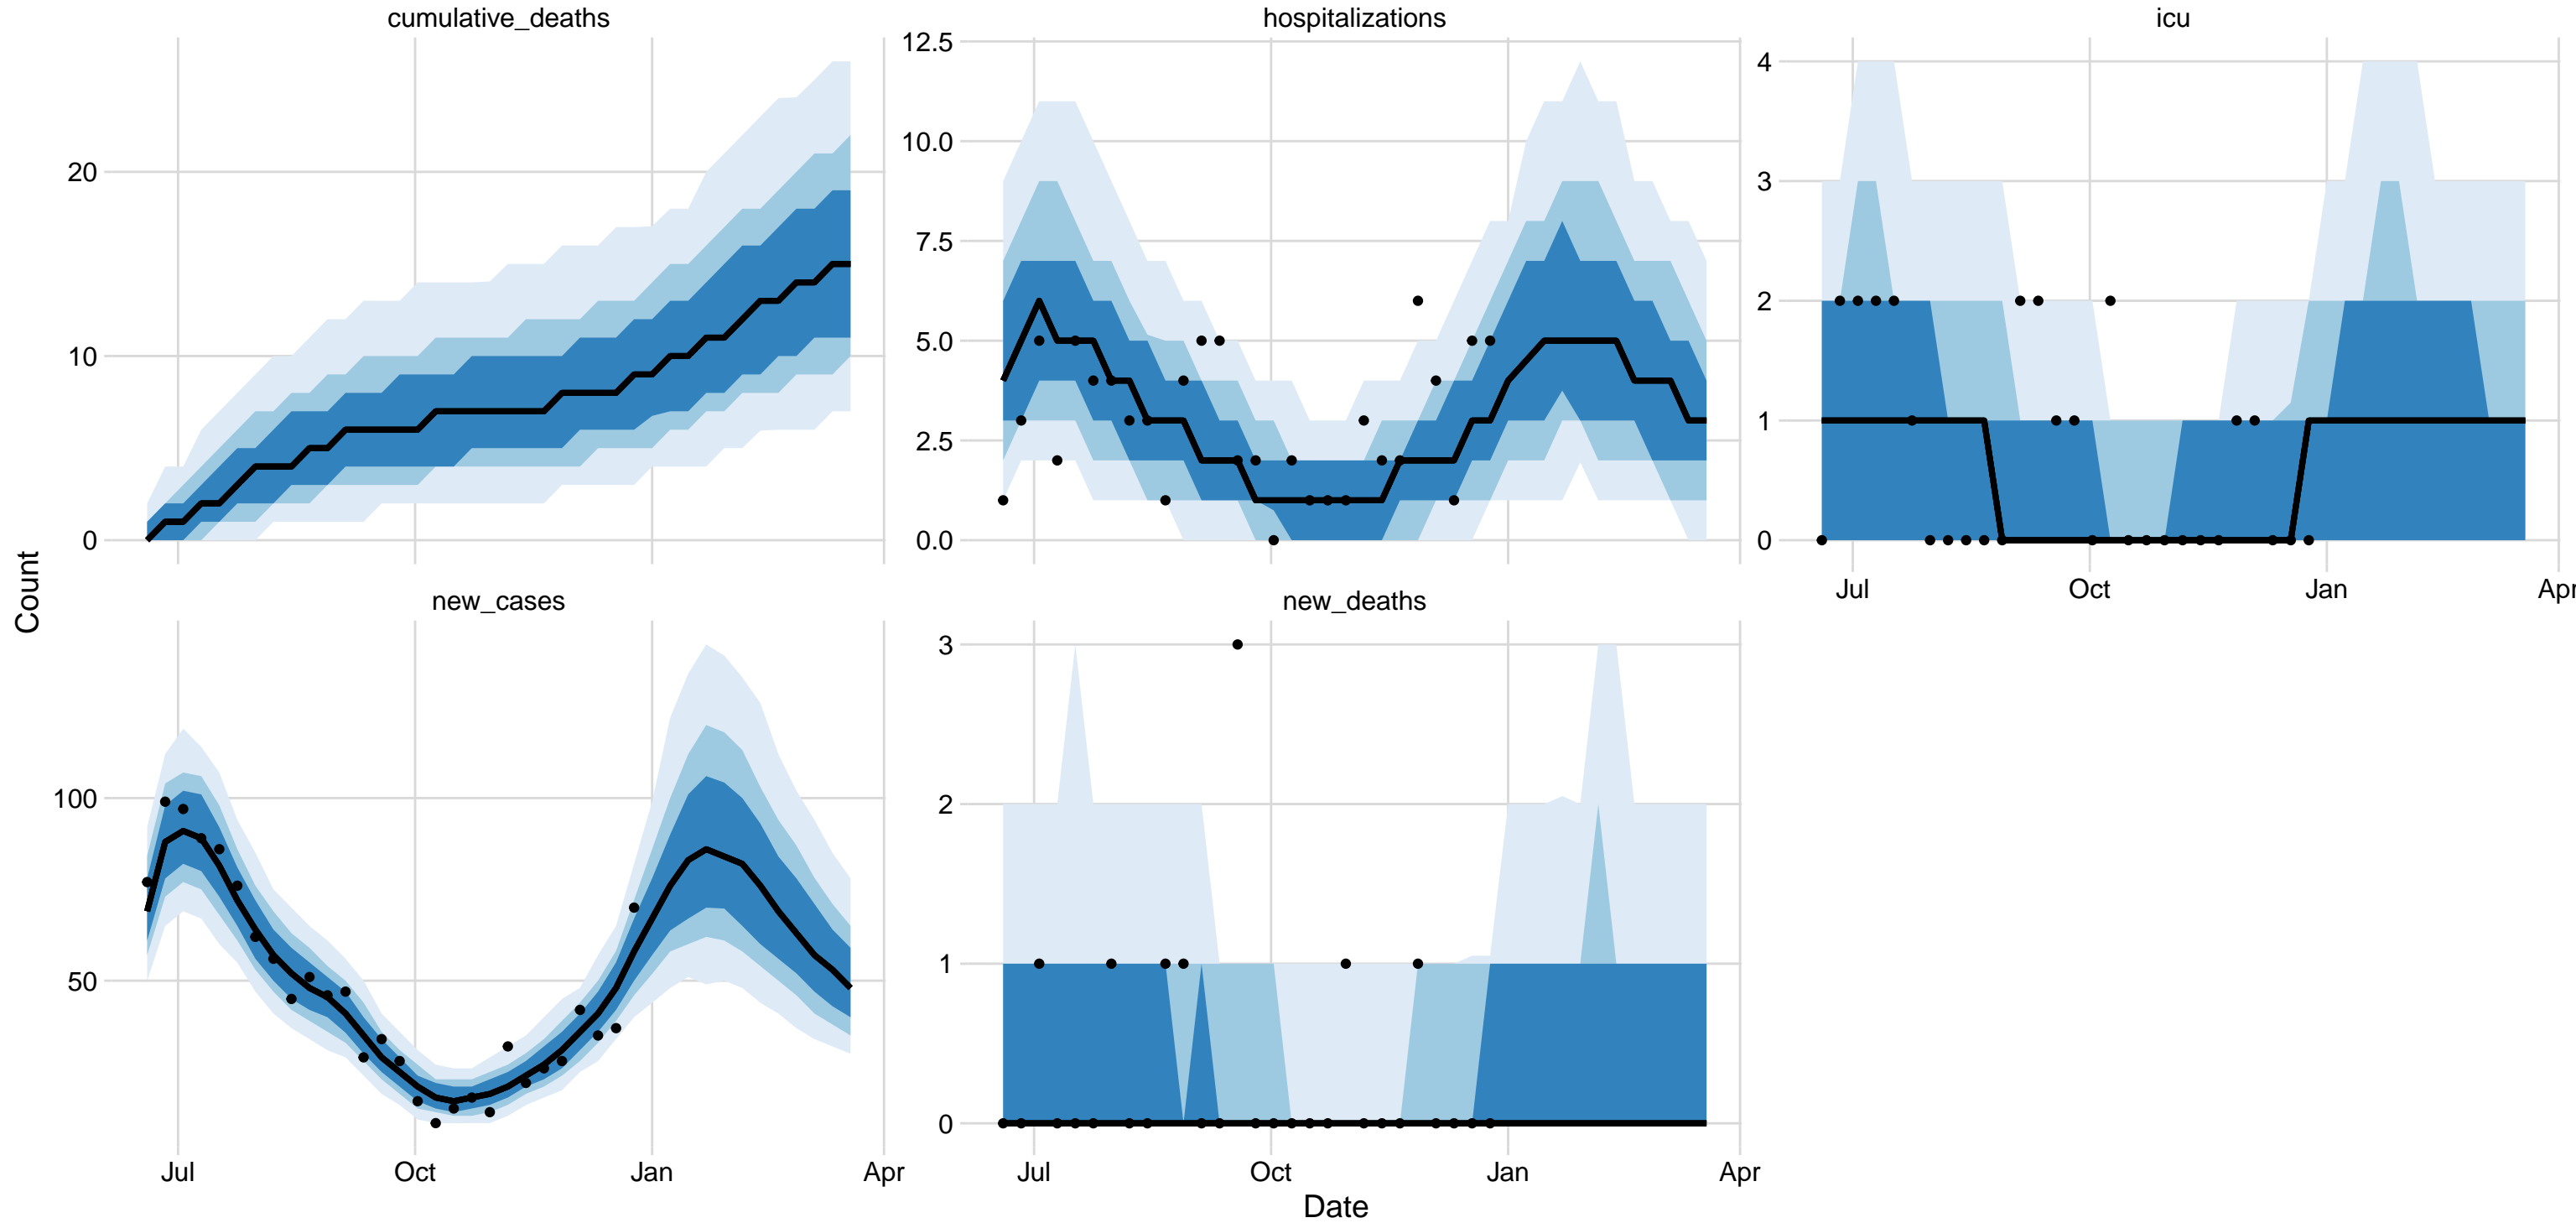 cumulative_deaths
hospitalizations
icu
20
10
0
12.5
10.0
7.5
5.0
2.5
0.0
4
3
2
1
0
Jul
Oct
Jan
Apr
Count
new_cases
new_deaths
100
50
3
2
1
0
Jul
Oct
Jan
Apr
Jul
Oct
Jan
Apr
Date